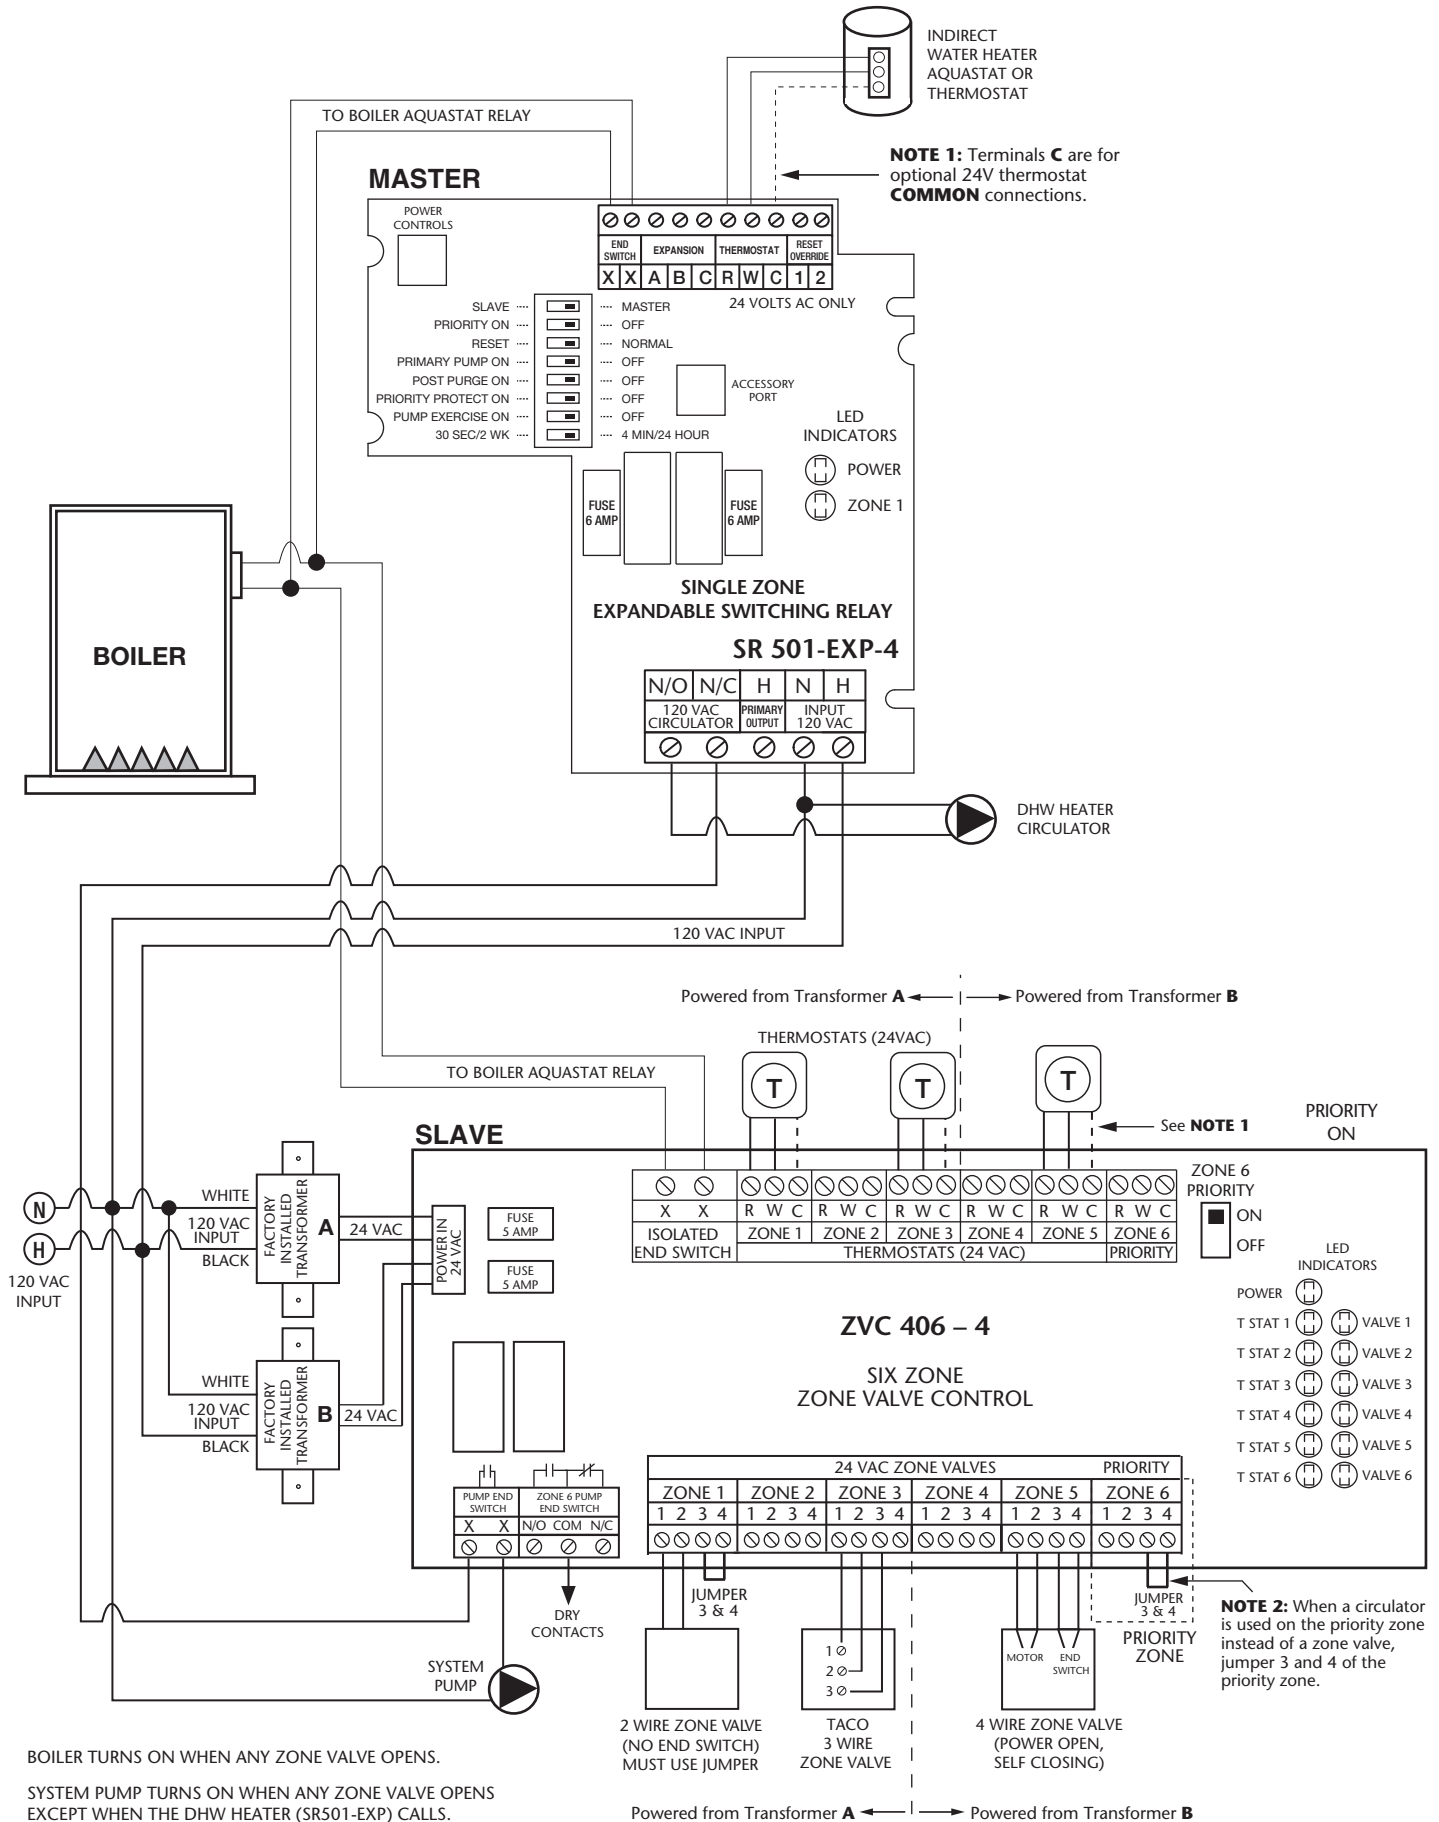 INDIRECT
WATER HEATER
AQUASTAT OR
THERMOSTAT
TO BOILER AQUASTAT RELAY
NOTE 1: Terminals C are for
optional 24V thermostat
COMMON connections.
MASTER
POWER
CONTROLS
END
SWITCH
EXPANSION
THERMOSTAT
RESET
OVERRIDE
X X A B C R W C 1 2
24 VOLTS AC ONLY
SLAVE .... .... MASTER
PRIORITY ON .... .... OFF
RESET .... .... NORMAL
PRIMARY PUMP ON .... .... OFF
POST PURGE ON .... .... OFF
PRIORITY PROTECT ON .... .... OFF
PUMP EXERCISE ON .... .... OFF
30 SEC/2 WK .... .... 4 MIN/24 HOUR
ACCESSORY
PORT
LED
INDICATORS
POWER
ZONE 1
FUSE
6 AMP
FUSE
6 AMP
SINGLE ZONE
EXPANDABLE SWITCHING RELAY
SR 501-EXP-4
BOILER
N/O N/C H N H
120 VAC
CIRCULATOR
PRIMARY
OUTPUT
INPUT
120 VAC
DHW HEATER
CIRCULATOR
120 VAC INPUT
Powered from Transformer A
Powered from Transformer B
THERMOSTATS (24VAC)
T
T
T
TO BOILER AQUASTAT RELAY
See NOTE 1
PRIORITY
ON
SLAVE
N
H
120 VAC
INPUT
WHITE
120 VAC
INPUT
BLACK
FACTORY
INSTALLED
TRANSFORMER
A
24 VAC
POWER IN
24 VAC
FUSE
5 AMP
FUSE
5 AMP
X X
ISOLATED
END SWITCH
R W C R W C R W C R W C R W C R W C
ZONE 1 ZONE 2 ZONE 3 ZONE 4 ZONE 5 ZONE 6
THERMOSTATS (24 VAC) PRIORITY
ZONE 6
PRIORITY
ON
OFF
LED
INDICATORS
POWER
T STAT 1 VALVE 1
T STAT 2 VALVE 2
T STAT 3 VALVE 3
T STAT 4 VALVE 4
T STAT 5 VALVE 5
T STAT 6 VALVE 6
ZVC 406 – 4
SIX ZONE
ZONE VALVE CONTROL
WHITE
120 VAC
INPUT
BLACK
FACTORY
INSTALLED
TRANSFORMER
B
24 VAC
PUMP END
SWITCH
X X
ZONE 6 PUMP
END SWITCH
N/O COM N/C
24 VAC ZONE VALVES PRIORITY
ZONE 1 ZONE 2 ZONE 3 ZONE 4 ZONE 5 ZONE 6
1 2 3 4 1 2 3 4 1 2 3 4 1 2 3 4 1 2 3 4 1 2 3 4
DRY
CONTACTS
JUMPER
3 & 4
JUMPER
3 & 4
PRIORITY
ZONE
NOTE 2: When a circulator
is used on the priority zone
instead of a zone valve,
jumper 3 and 4 of the
priority zone.
SYSTEM
PUMP
1
2
3
MOTOR
END
SWITCH
2 WIRE ZONE VALVE
(NO END SWITCH)
MUST USE JUMPER
TACO
3 WIRE
ZONE VALVE
4 WIRE ZONE VALVE
(POWER OPEN,
SELF CLOSING)
BOILER TURNS ON WHEN ANY ZONE VALVE OPENS.
SYSTEM PUMP TURNS ON WHEN ANY ZONE VALVE OPENS
EXCEPT WHEN THE DHW HEATER (SR501-EXP) CALLS.
Powered from Transformer A
Powered from Transformer B